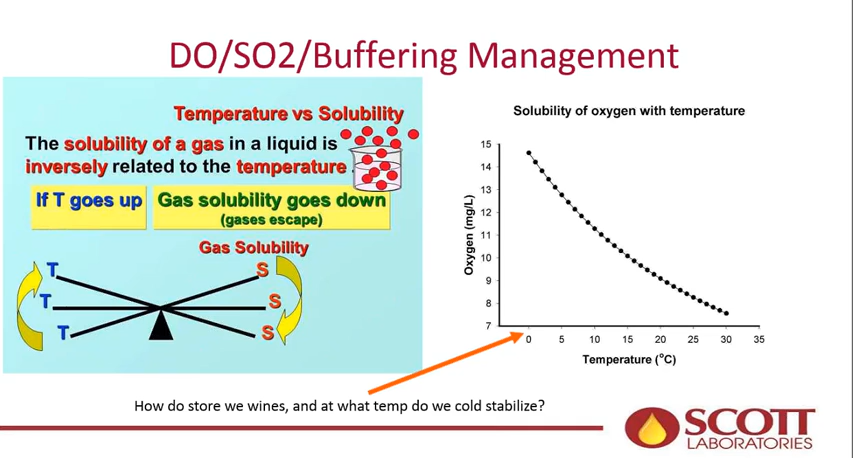 DO/SO2/Buffering Management
Temperature vs Solubility
The solubility of a gas in a liquid is
inversely related to the temperature.
If T goes up
Gas solubility goes down
(gases escape)
Gas Solubility
T
S
T
S
T
S
Solubility of oxygen with temperature
Oxygen (mg/L)
15
14
13
12
11
10
9
8
7
0 5 10 15 20 25 30 35
Temperature (°C)
How do store we wines, and at what temp do we cold stabilize?
SCOTT
LABORATORIES